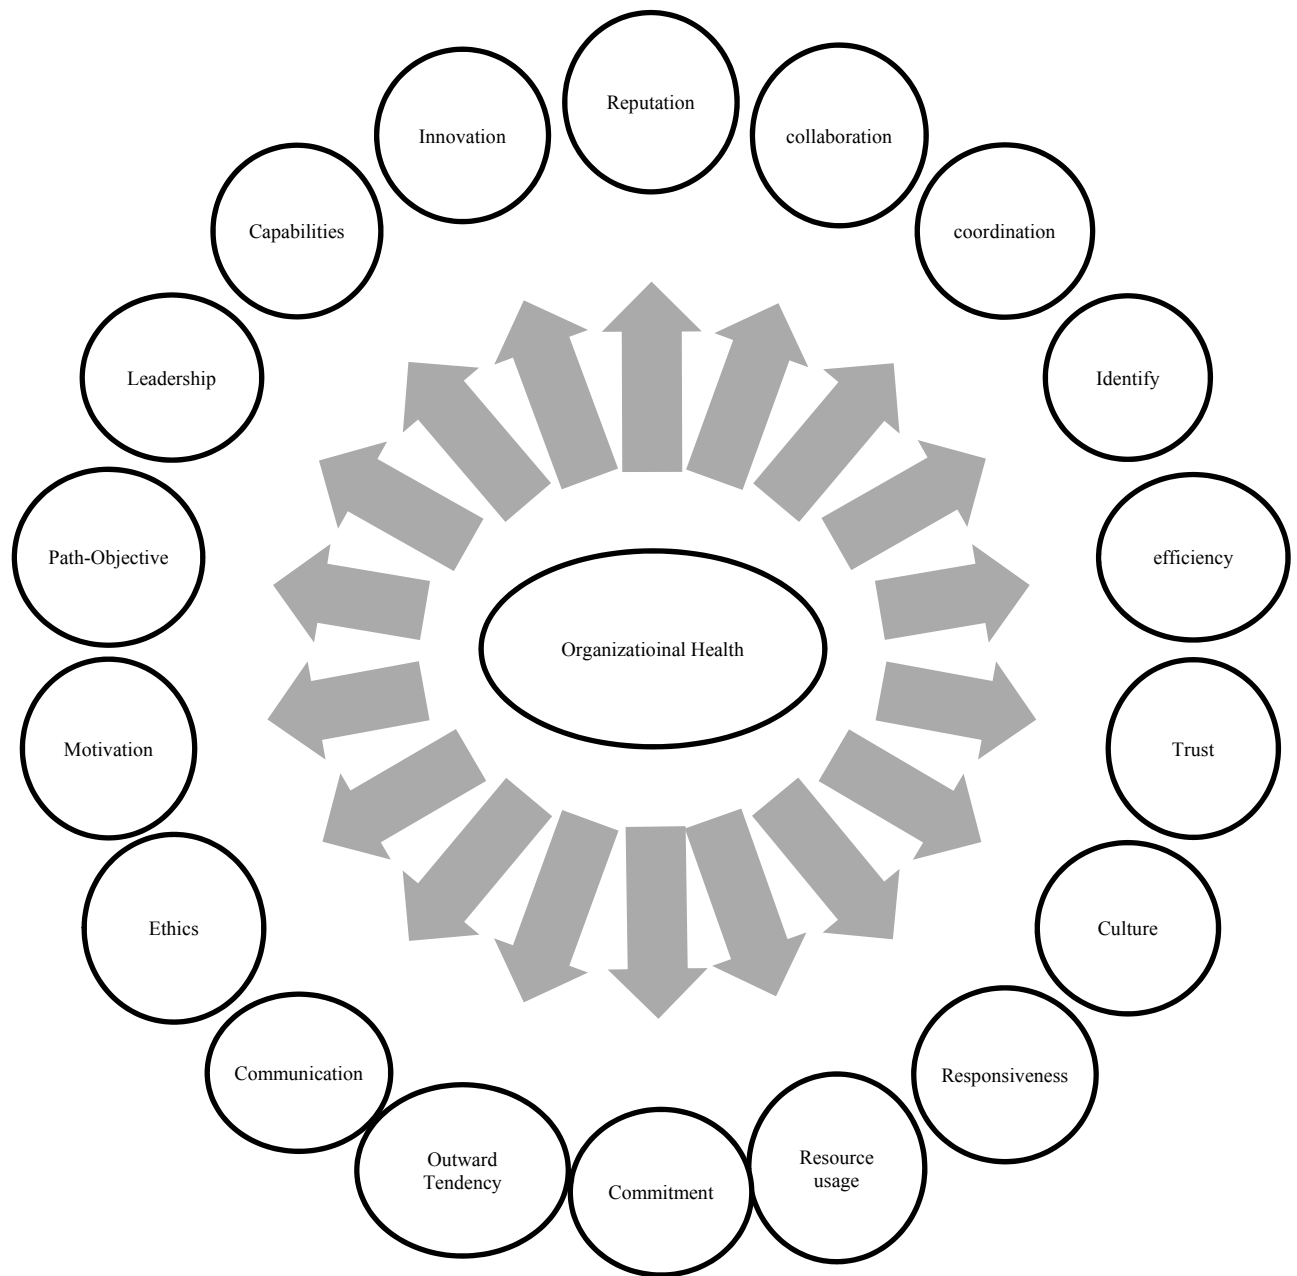 Reputation
collaboration
coordination
Identify
efficiency
Trust
Culture
Responsiveness
Resource
usage
Commitment
Outward
Tendency
Communication
Ethics
Motivation
Path-Objective
Leadership
Capabilities
Innovation
Organizatioinal Health